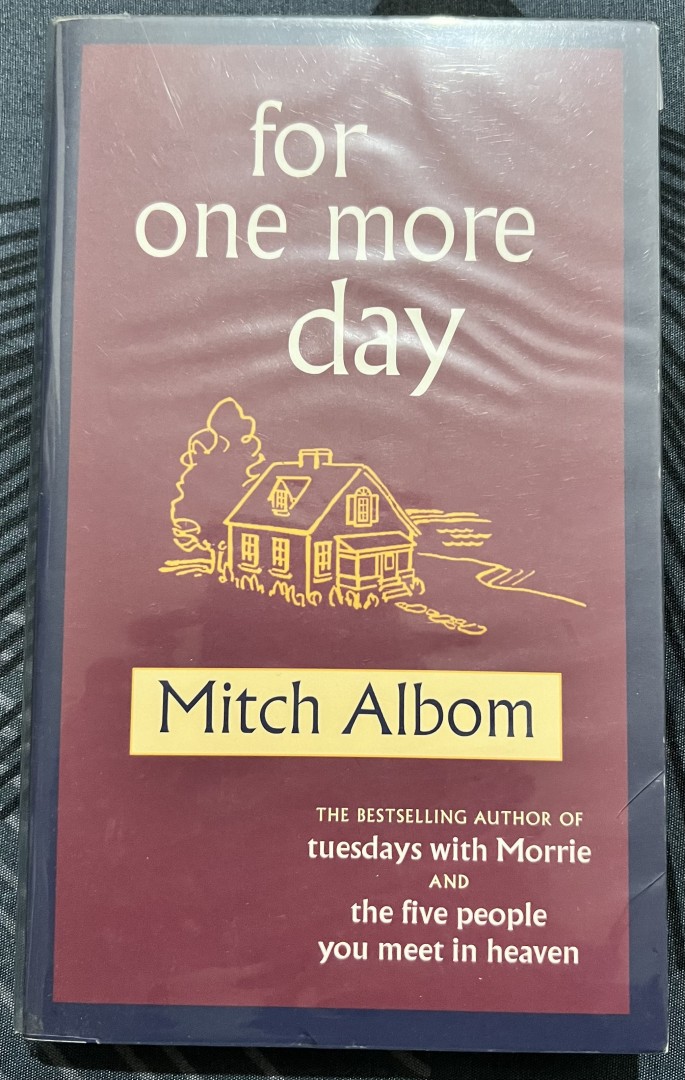 for
one more
day
Mitch Albom
THE BESTSELLING AUTHOR OF
tuesdays with Morrie
AND
the five people
you meet in heaven